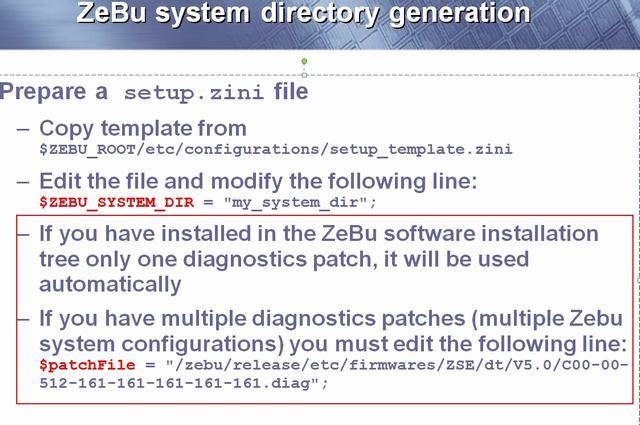 ZeBu system directory generation
Prepare a setup.zini file
– Copy template from
$ZEBU_ROOT/etc/configurations/setup_template.zini
– Edit the file and modify the following line:
$ZEBU_SYSTEM_DIR = "my_system_dir";
– If you have installed in the ZeBu software installation
tree only one diagnostics patch, it will be used
automatically
– If you have multiple diagnostics patches (multiple Zebu
system configurations) you must edit the following line:
$patchFile = "/zebu/release/etc/firmwares/ZSE/dt/V5.0/C00-00-
512-161-161-161-161-161.diag";